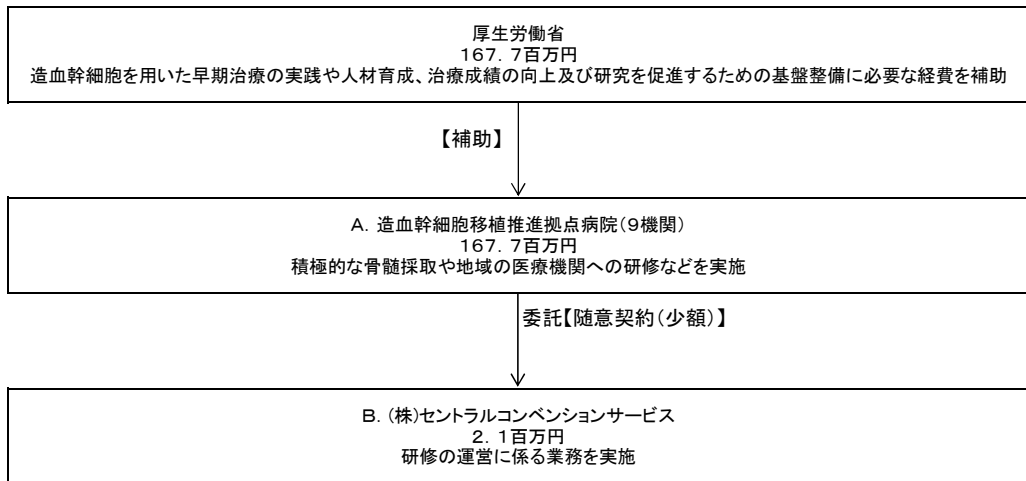 厚生労働省
167．7百万円
造血幹細胞を用いた早期治療の実践や人材育成、治療成績の向上及び研究を促進するための基盤整備に必要な経費を補助
【補助】
A．造血幹細胞移植推進拠点病院（9機関）
167．7百万円
積極的な骨髄採取や地域の医療機関への研修などを実施
委託【随意契約（少額）】
B．（株）セントラルコンベンションサービス
2．1百万円
研修の運営に係る業務を実施